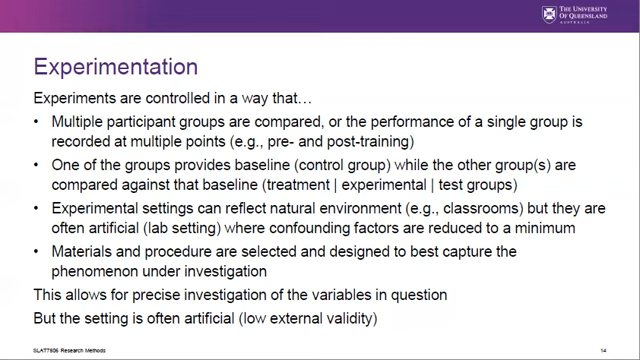 THE UNIVERSITY
OF QUEENSLAND
AUSTRALIA
Experimentation
Experiments are controlled in a way that…
• Multiple participant groups are compared, or the performance of a single group is
recorded at multiple points (e.g., pre- and post-training)
• One of the groups provides baseline (control group) while the other group(s) are
compared against that baseline (treatment | experimental | test groups)
• Experimental settings can reflect natural environment (e.g., classrooms) but they are
often artificial (lab setting) where confounding factors are reduced to a minimum
• Materials and procedure are selected and designed to best capture the
phenomenon under investigation
This allows for precise investigation of the variables in question
But the setting is often artificial (low external validity)
SLAT7806 Research Methods
14